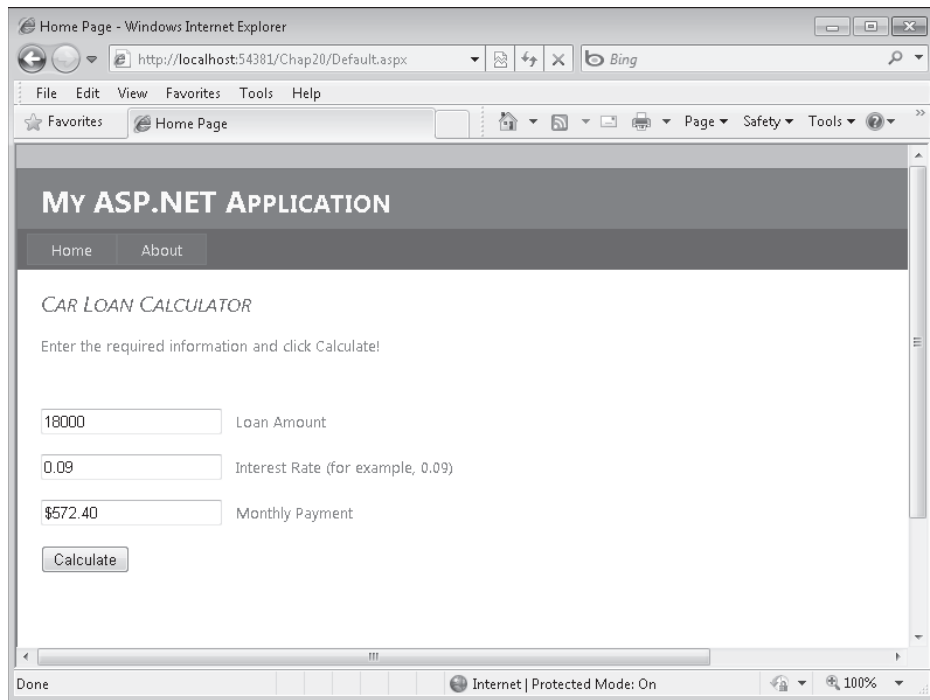 Home Page - Windows Internet Explorer
http://localhost:54381/Chap20/Default.aspx
Bing
File Edit View Favorites Tools Help
Favorites
Home Page
Page Safety Tools
MY ASP.NET APPLICATION
Home About
CAR LOAN CALCULATOR
Enter the required information and click Calculate!
18000 Loan Amount
0.09 Interest Rate (for example, 0.09)
$572.40 Monthly Payment
Calculate
Done Internet | Protected Mode: On 100%